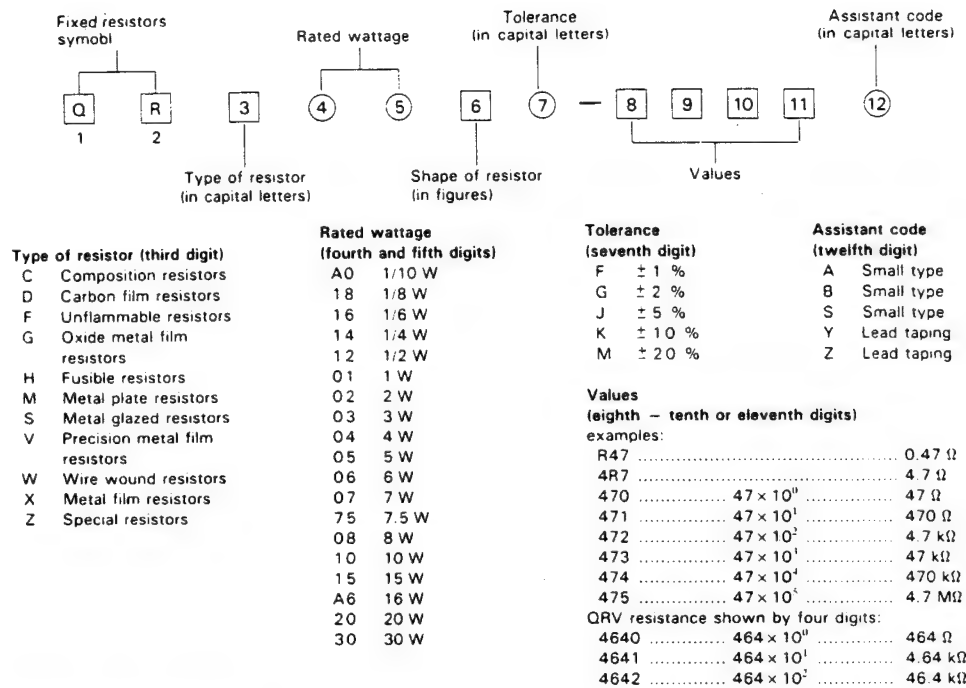 Fixed resistors
symobl
Rated wattage
Tolerance
(in capital letters)
Assistant code
(in capital letters)
Q R 3 4 5 6 7 – 8 9 10 11 12
1 2
Type of resistor
(in capital letters)
Shape of resistor
(in figures)
Values
Type of resistor (third digit)
C Composition resistors
D Carbon film resistors
F Unflammable resistors
G Oxide metal film
resistors
H Fusible resistors
M Metal plate resistors
S Metal glazed resistors
V Precision metal film
resistors
W Wire wound resistors
X Metal film resistors
Z Special resistors
Rated wattage
(fourth and fifth digits)
A0 1/10 W
18 1/8 W
16 1/6 W
14 1/4 W
12 1/2 W
01 1 W
02 2 W
03 3 W
04 4 W
05 5 W
06 6 W
07 7 W
75 7.5 W
08 8 W
10 10 W
15 15 W
A6 16 W
20 20 W
30 30 W
Tolerance
(seventh digit)
F ± 1 %
G ± 2 %
J ± 5 %
K ± 10 %
M ± 20 %
Assistant code
(twelfth digit)
A Small type
B Small type
S Small type
Y Lead taping
Z Lead taping
Values
(eighth – tenth or eleventh digits)
examples:
R47 ........ 0.47 Ω
4R7 ........ 4.7 Ω
470 ........ 47 × 10⁰ ........ 47 Ω
471 ........ 47 × 10¹ ........ 470 Ω
472 ........ 47 × 10² ........ 4.7 kΩ
473 ........ 47 × 10³ ........ 47 kΩ
474 ........ 47 × 10⁴ ........ 470 kΩ
475 ........ 47 × 10⁵ ........ 4.7 MΩ
QRV resistance shown by four digits:
4640 ........ 464 × 10⁰ ........ 464 Ω
4641 ........ 464 × 10¹ ........ 4.64 kΩ
4642 ........ 464 × 10² ........ 46.4 kΩ